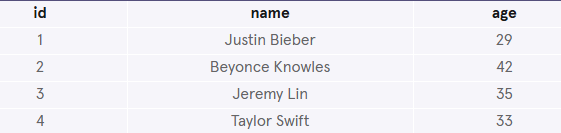 id name age
1 Justin Bieber 29
2 Beyonce Knowles 42
3 Jeremy Lin 35
4 Taylor Swift 33